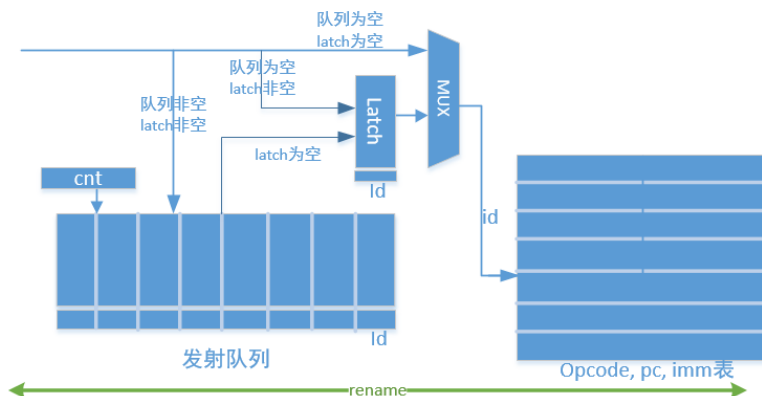 队列为空
latch为空
队列为空
latch非空
队列非空
latch非空
Latch
MUX
latch为空
cnt
Id
id
Id
发射队列
Opcode, pc, imm表
rename